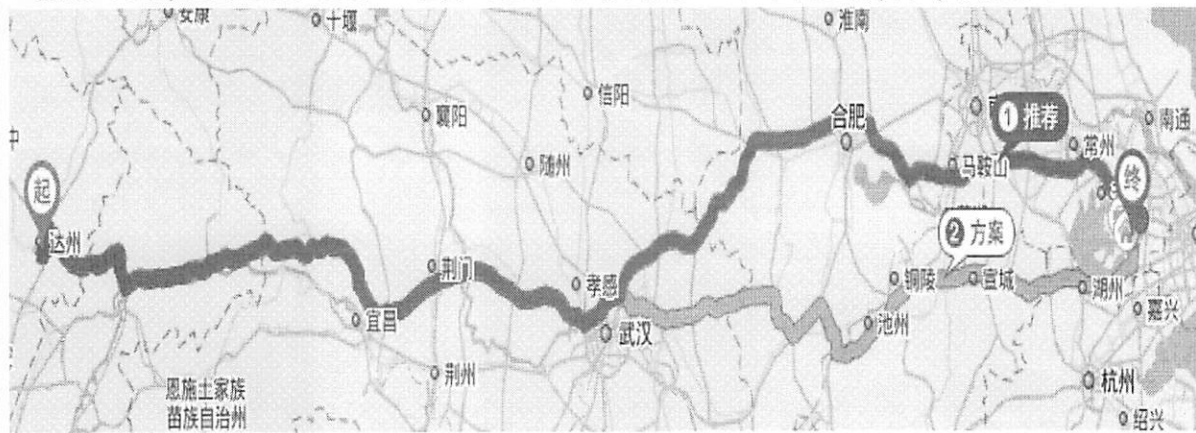 安康
十堰
淮南
信阳
襄阳
合肥
① 推荐
南通
中
随州
常州
马鞍山
起
终
达州
② 方案
荆门
孝感
铜陵
宣城
湖州
宜昌
武汉
池州
嘉兴
荆州
杭州
恩施土家族
苗族自治州
绍兴